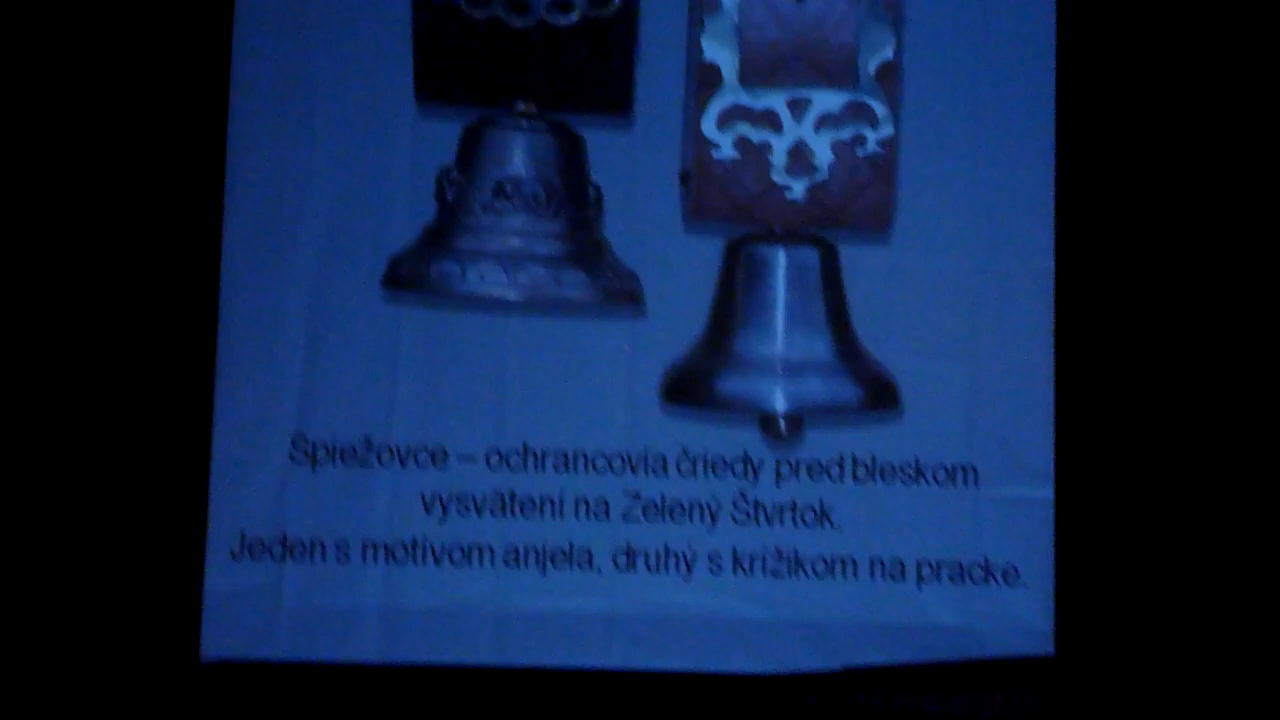 Spiežovce – ochrancovia čriedy pred bleskom
vysvätení na Zelený Štvrtok.
Jeden s motívom anjela, druhý s krížikom na pracke.